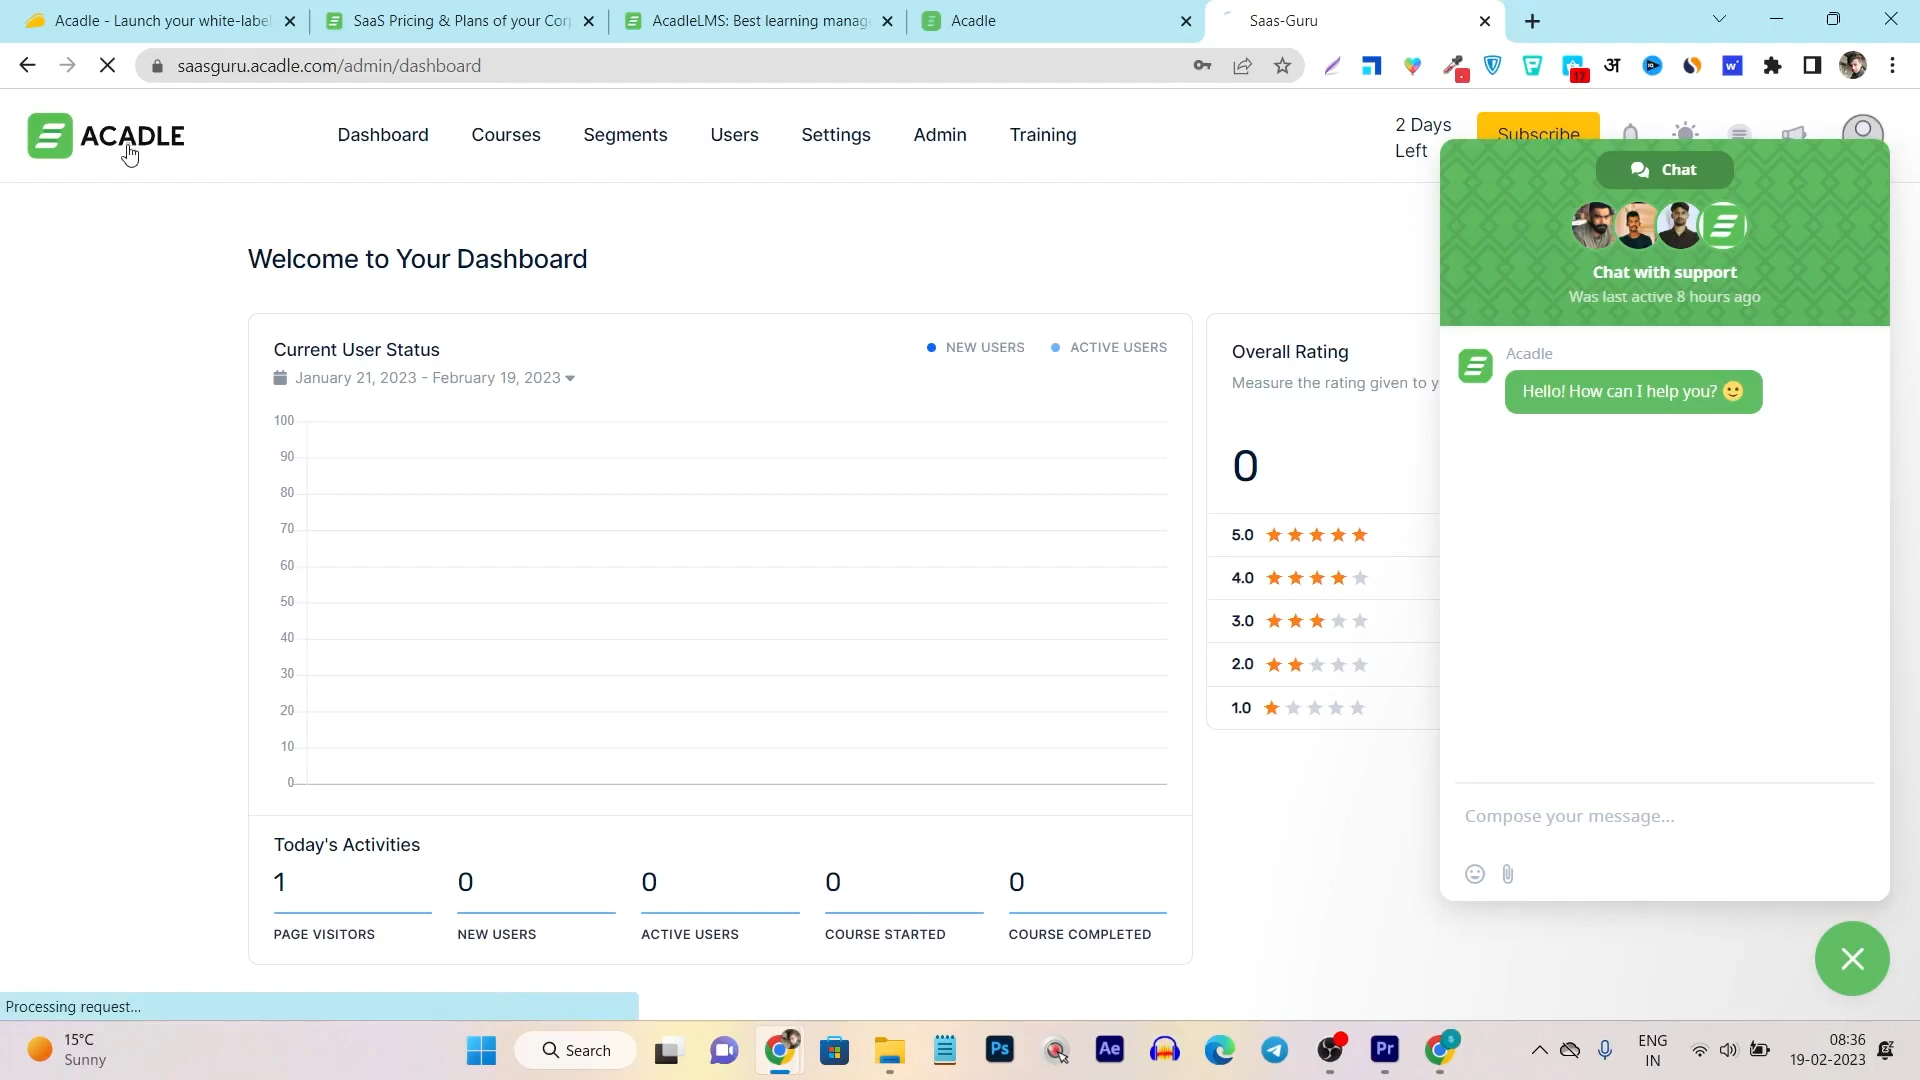 Acadle - Launch your white-label
SaaS Pricing & Plans of your Cor
AcadleLMS: Best learning manag
Acadle
Saas-Guru
saasguru.acadle.com/admin/dashboard
17
अ
ACADLE
Dashboard
Courses
Segments
Users
Settings
Admin
Training
2 Days
Left
Subscribe
Chat
Chat with support
Was last active 8 hours ago
Acadle
Hello! How can I help you?
Compose your message...
Welcome to Your Dashboard
Current User Status
NEW USERS
ACTIVE USERS
January 21, 2023 - February 19, 2023
100
90
80
70
60
50
40
30
20
10
0
Overall Rating
Measure the rating given to y
0
5.0
4.0
3.0
2.0
1.0
Today's Activities
1
0
0
0
0
PAGE VISITORS
NEW USERS
ACTIVE USERS
COURSE STARTED
COURSE COMPLETED
Processing request...
15°C
Sunny
Search
Ps
Ae
Pr
ENG
IN
08:36
19-02-2023